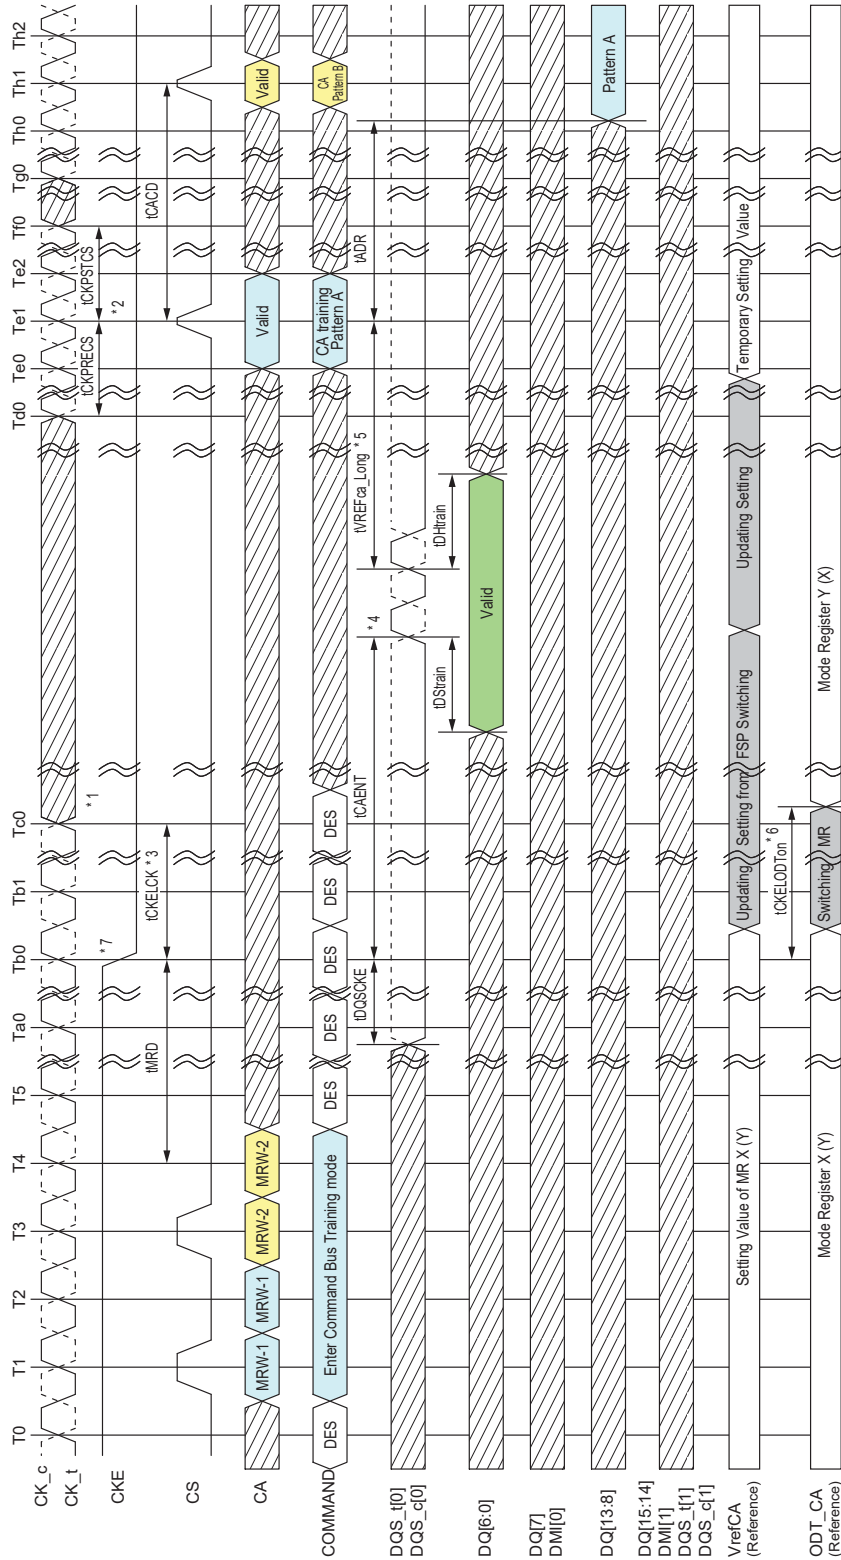 T0 T1 T2 T3 T4 T5 Ta0 Tb0 Tb1 Tc0 Td0 Te0 Te1 Te2 Tf0 Tg0 Th0 Th1 Th2
CK_c
CK_t
* 1
tCKPRECS
tCKPSTCS
* 2
CKE
* 7
tMRD
tCKELCK * 3
tCACD
CS
CA
MRW-1 MRW-1 MRW-2 MRW-2 Valid Valid
COMMAND
DES Enter Command Bus Training mode DES DES DES DES DES
CA training
Pattern A
CA
Pattern B
tDQSCKE
tCAENT
* 4
tVREFca_Long * 5
tADR
DQS_t[0]
DQS_c[0]
tDStrain
tDHtrain
DQ[6:0]
Valid
DQ[7]
DMI[0]
DQ[13:8]
Pattern A
DQ[15:14]
DMI[1]
DQS_t[1]
DQS_c[1]
VrefCA
(Reference)
Setting Value of MR X (Y) Updating Setting from FSP Switching Updating Setting Temporary Setting Value
tCKELODTon * 6
ODT_CA
(Reference)
Mode Register X (Y) Switching MR Mode Register Y (X)